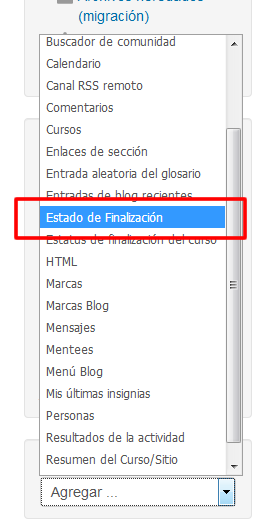 (migración)
Buscador de comunidad
Calendario
Canal RSS remoto
Comentarios
Cursos
Enlaces de sección
Entrada aleatoria del glosario
Entradas de blog recientes
Estado de Finalización
Estatus de finalización del curso
HTML
Marcas
Marcas Blog
Mensajes
Mentees
Menú Blog
Mis últimas insignias
Personas
Resultados de la actividad
Resumen del Curso/Sitio
Agregar ...